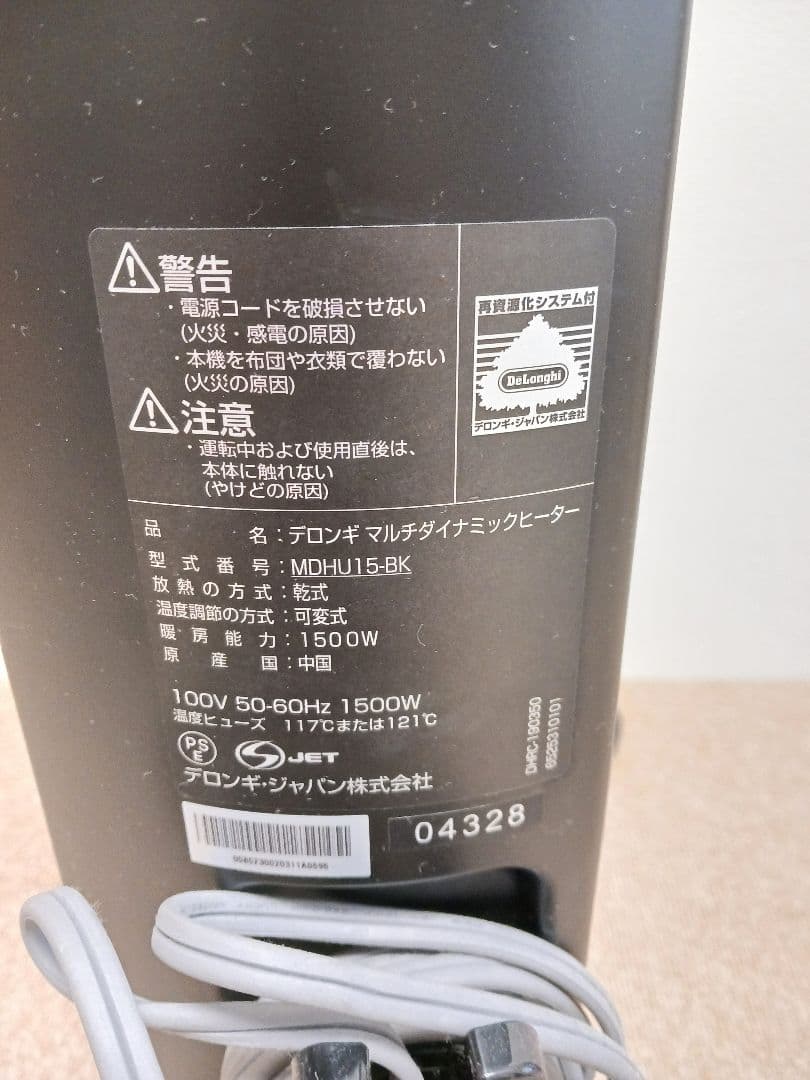 警告
・電源コードを破損させない
(火災・感電の原因)
・本機を布団や衣類で覆わない
(火災の原因)
注意
・運転中および使用直後は、
本体に触れない
(やけどの原因)
再資源化システム付
DeLonghi
デロンギ・ジャパン株式会社
品名：デロンギ マルチダイナミックヒーター
型式番号：MDHU15-BK
放熱の方式：乾式
温度調節の方式：可変式
暖房能力：1500W
原産国：中国
100V 50-60Hz 1500W
温度ヒューズ 117℃または121℃
PSE
JET
デロンギ・ジャパン株式会社
DHRC-190350
6525310101
04328